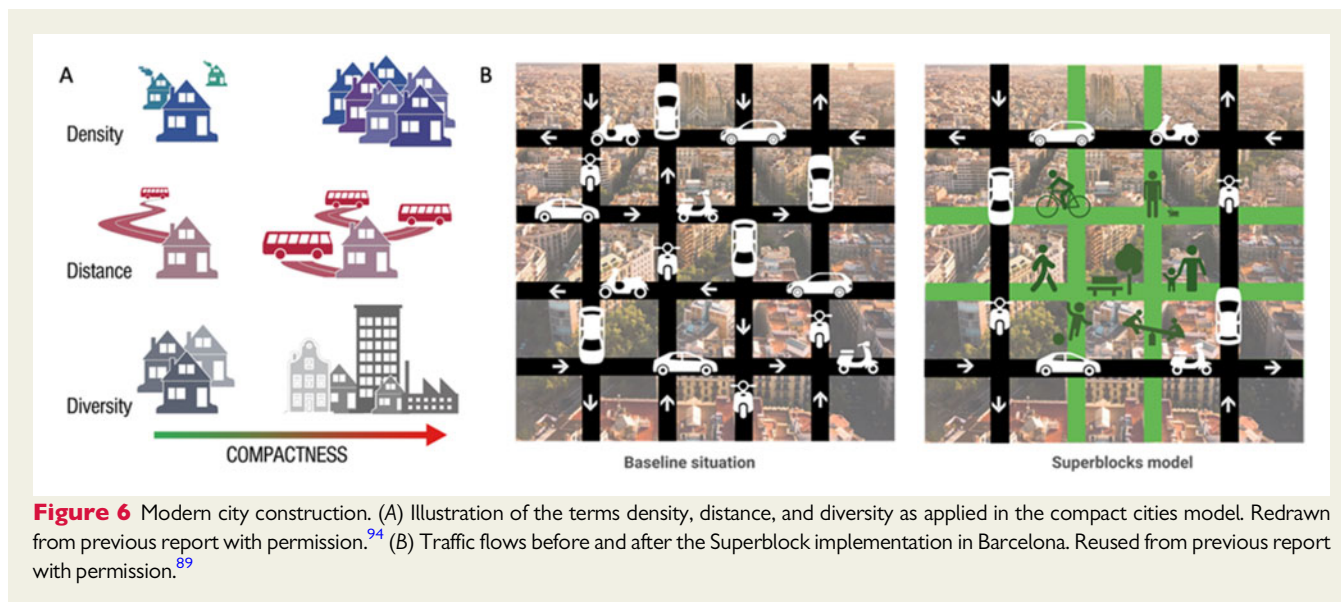 A
Density
Distance
Diversity
COMPACTNESS
B
Baseline situation
Superblocks model
Figure 6 Modern city construction. (A) Illustration of the terms density, distance, and diversity as applied in the compact cities model. Redrawn
from previous report with permission.94 (B) Traffic flows before and after the Superblock implementation in Barcelona. Reused from previous report
with permission.89